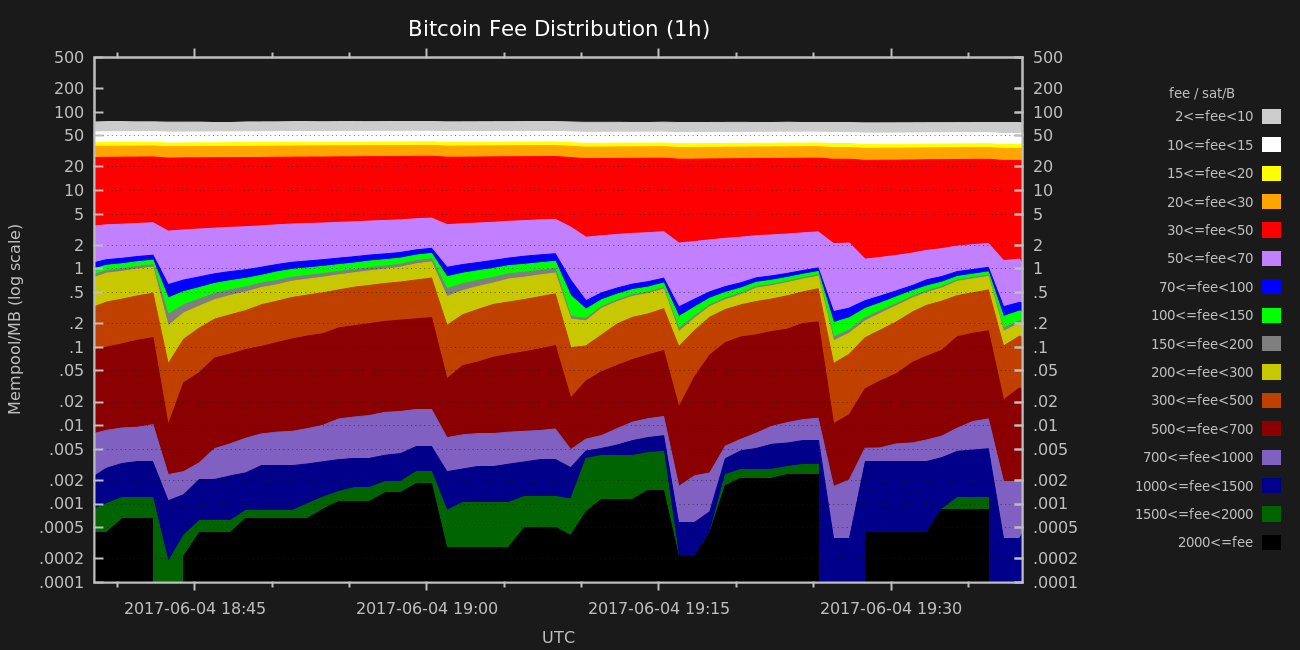 Bitcoin Fee Distribution (1h)
500 500
200 200
100 100
50 50
20 20
10 10
5 5
2 2
1 1
.5 .5
.2 .2
.1 .1
.05 .05
.02 .02
.01 .01
.005 .005
.002 .002
.001 .001
.0005 .0005
.0002 .0002
.0001 .0001
Mempool/MB (log scale)
2017-06-04 18:45 2017-06-04 19:00 2017-06-04 19:15 2017-06-04 19:30
UTC
fee / sat/B
2<=fee<10
10<=fee<15
15<=fee<20
20<=fee<30
30<=fee<50
50<=fee<70
70<=fee<100
100<=fee<150
150<=fee<200
200<=fee<300
300<=fee<500
500<=fee<700
700<=fee<1000
1000<=fee<1500
1500<=fee<2000
2000<=fee